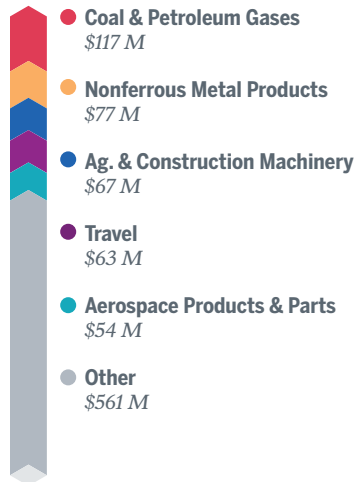 Coal & Petroleum Gases
$117 M
Nonferrous Metal Products
$77 M
Ag. & Construction Machinery
$67 M
Travel
$63 M
Aerospace Products & Parts
$54 M
Other
$561 M